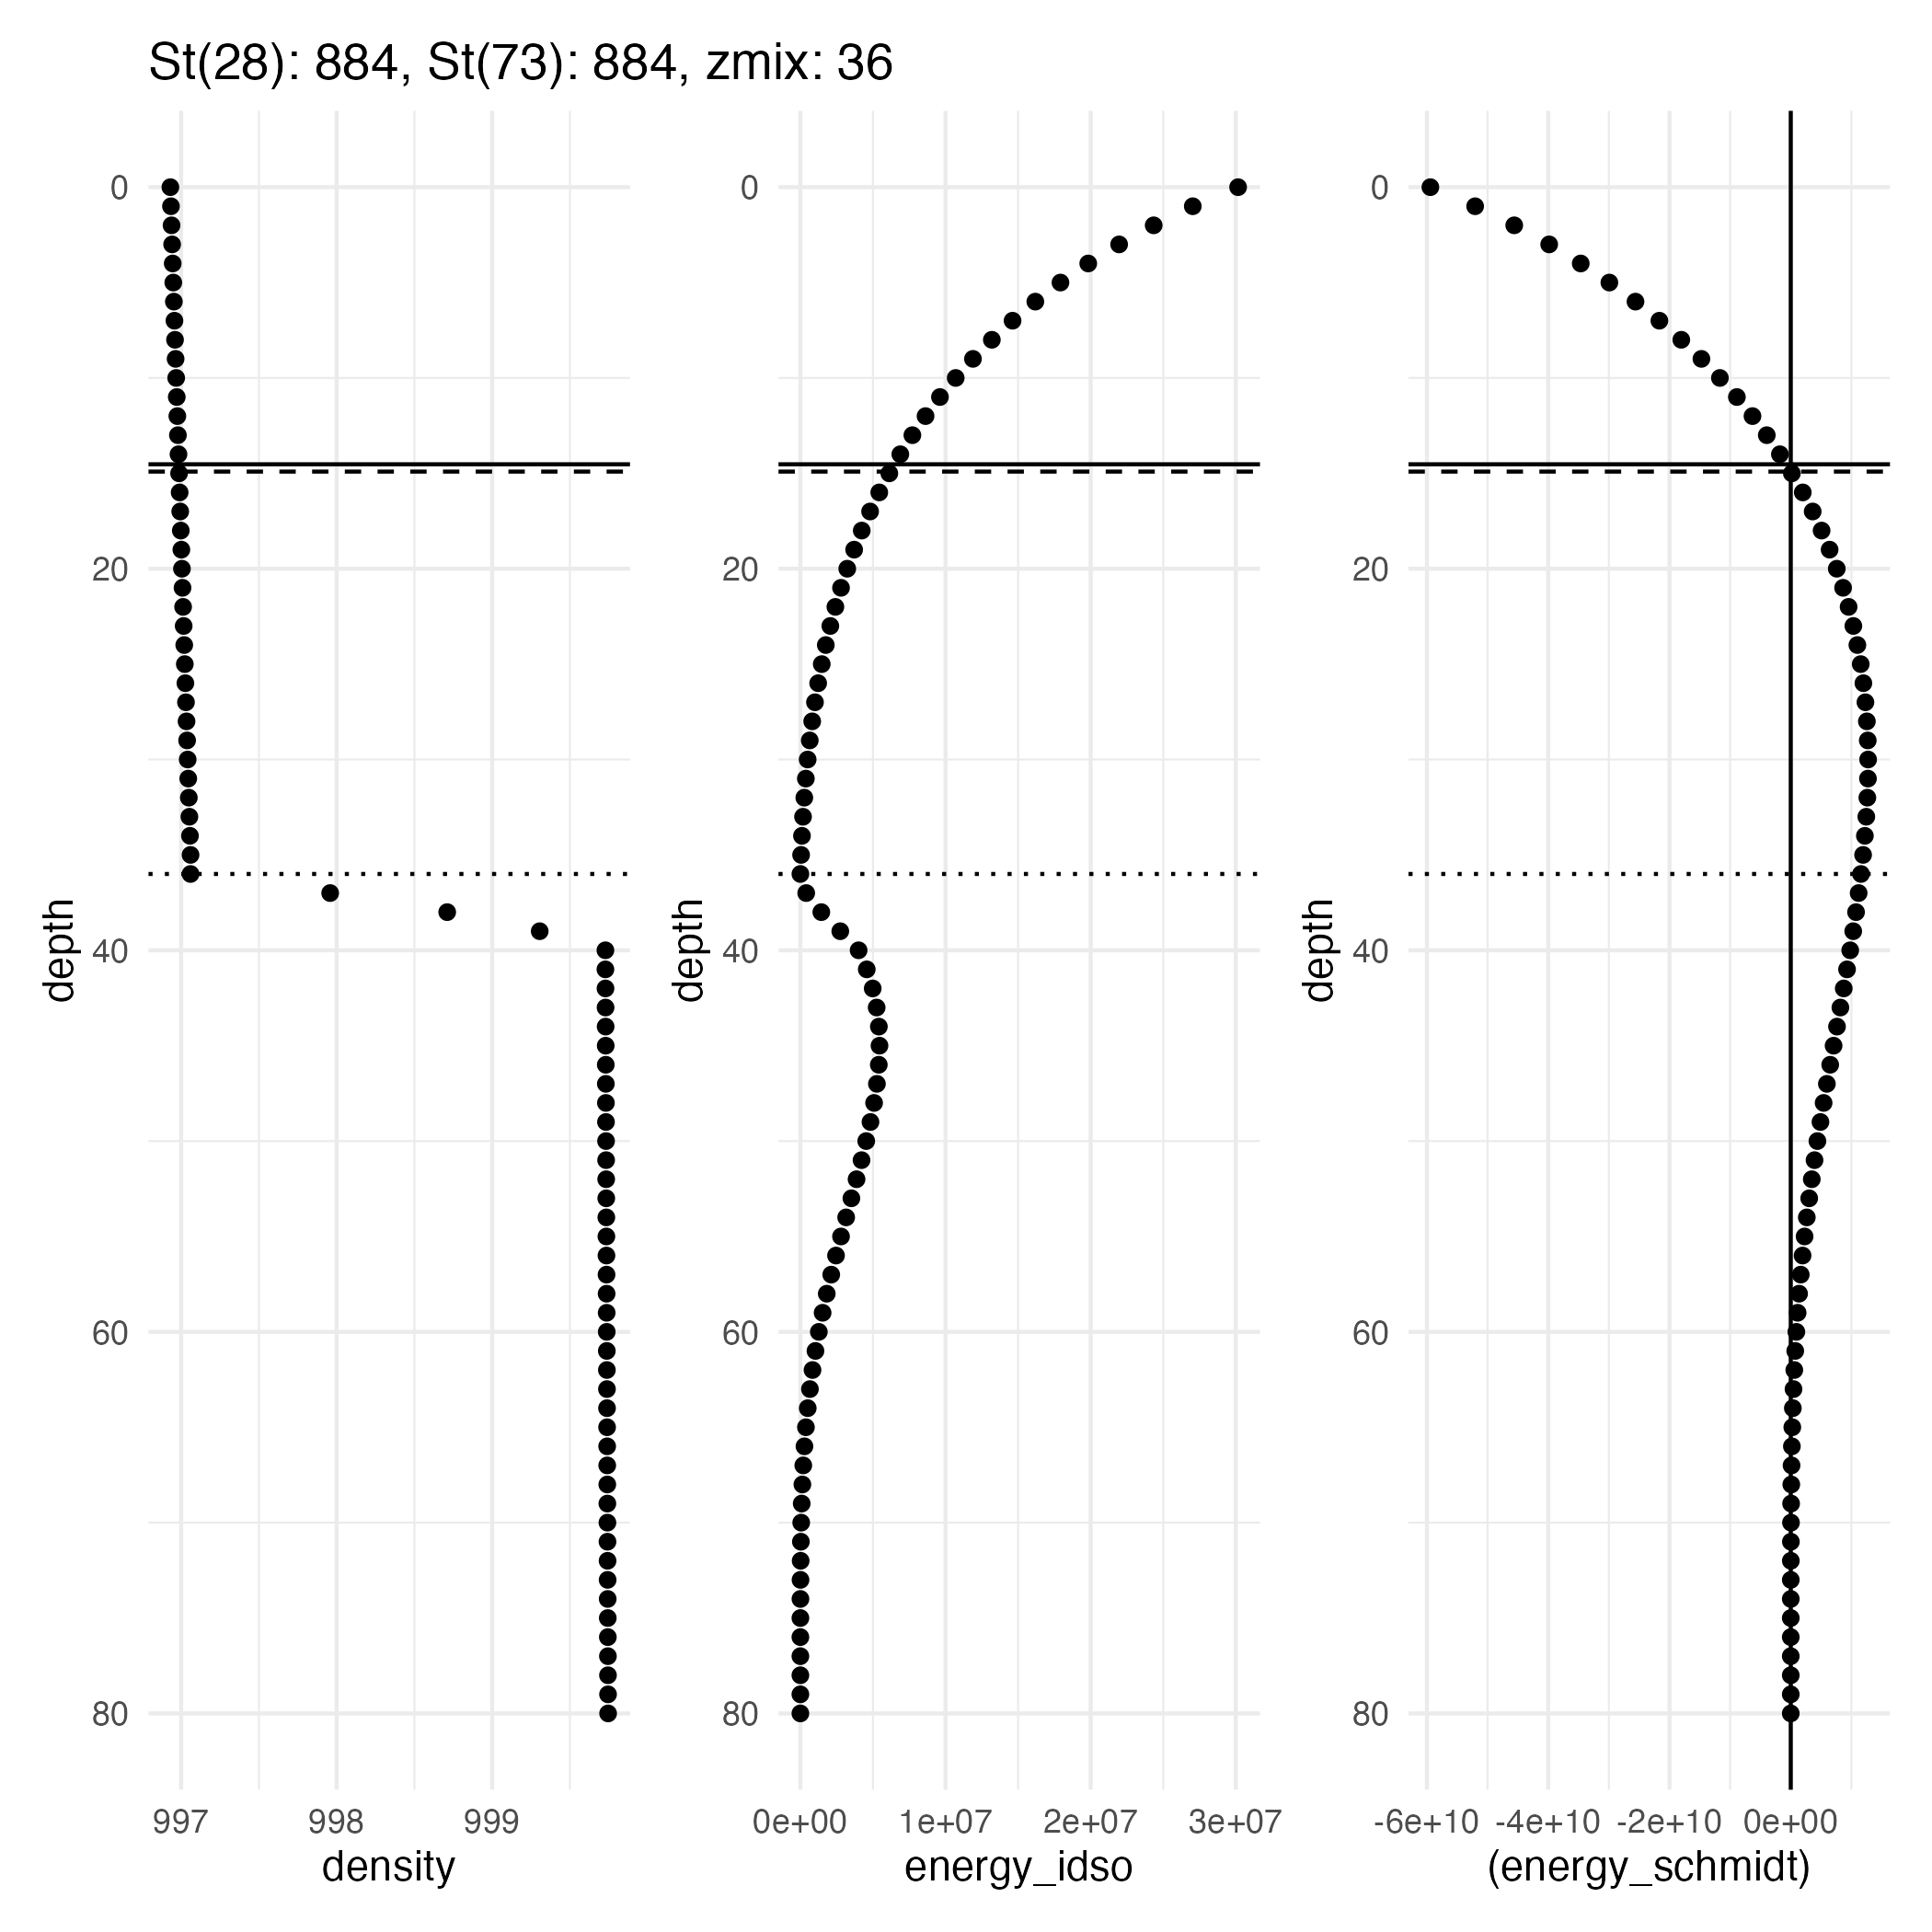 St(28): 884, St(73): 884, zmix: 36
0
20
40
60
80
depth
997 998 999
density
0
20
40
60
80
depth
0e+00 1e+07 2e+07 3e+07
energy_idso
0
20
40
60
80
depth
-6e+10 -4e+10 -2e+10 0e+00
(energy_schmidt)